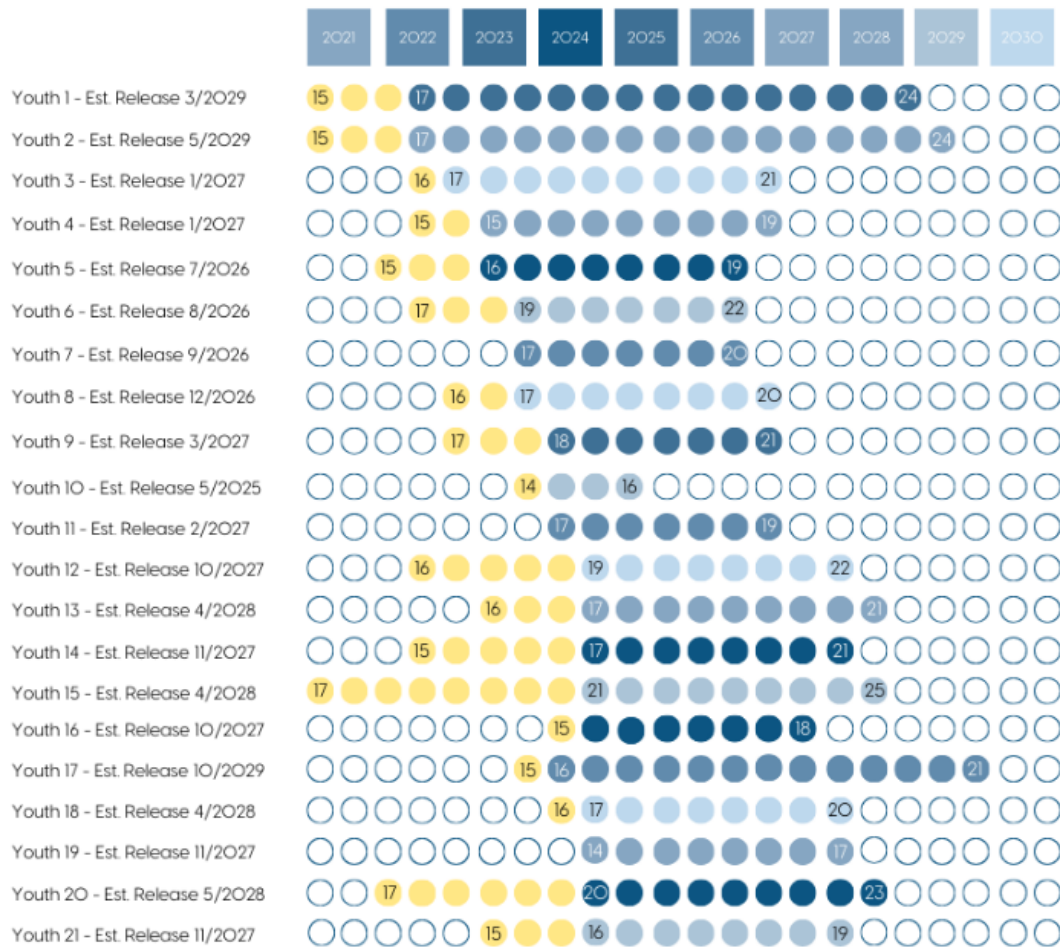 2021 2022 2023 2024 2025 2026 2027 2028 2029 2030
Youth 1 - Est. Release 3/2029 15 17 24
Youth 2 - Est. Release 5/2029 15 17 24
Youth 3 - Est. Release 1/2027 16 17 21
Youth 4 - Est. Release 1/2027 15 15 19
Youth 5 - Est. Release 7/2026 15 16 19
Youth 6 - Est. Release 8/2026 17 19 22
Youth 7 - Est. Release 9/2026 17 20
Youth 8 - Est. Release 12/2026 16 17 20
Youth 9 - Est. Release 3/2027 17 18 21
Youth 10 - Est. Release 5/2025 14 16
Youth 11 - Est. Release 2/2027 17 19
Youth 12 - Est. Release 10/2027 16 19 22
Youth 13 - Est. Release 4/2028 16 17 21
Youth 14 - Est. Release 11/2027 15 17 21
Youth 15 - Est. Release 4/2028 17 21 25
Youth 16 - Est. Release 10/2027 15 18
Youth 17 - Est. Release 10/2029 15 16 21
Youth 18 - Est. Release 4/2028 16 17 20
Youth 19 - Est. Release 11/2027 14 17
Youth 20 - Est. Release 5/2028 17 20 23
Youth 21 - Est. Release 11/2027 15 16 19